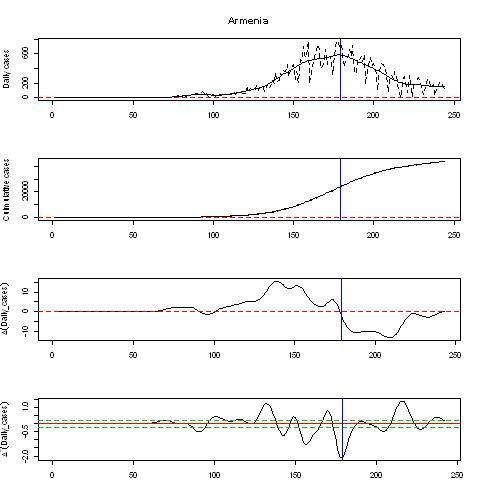 Armenia
Daily_cases
0 200 600
0 50 100 150 200 250
Culmulative cases
0 20000
0 50 100 150 200 250
Δ(Daily_cases)
-10 0 10
0 50 100 150 200 250
Δ²(Daily_cases)
-2.0 -0.5 1.0
0 50 100 150 200 250